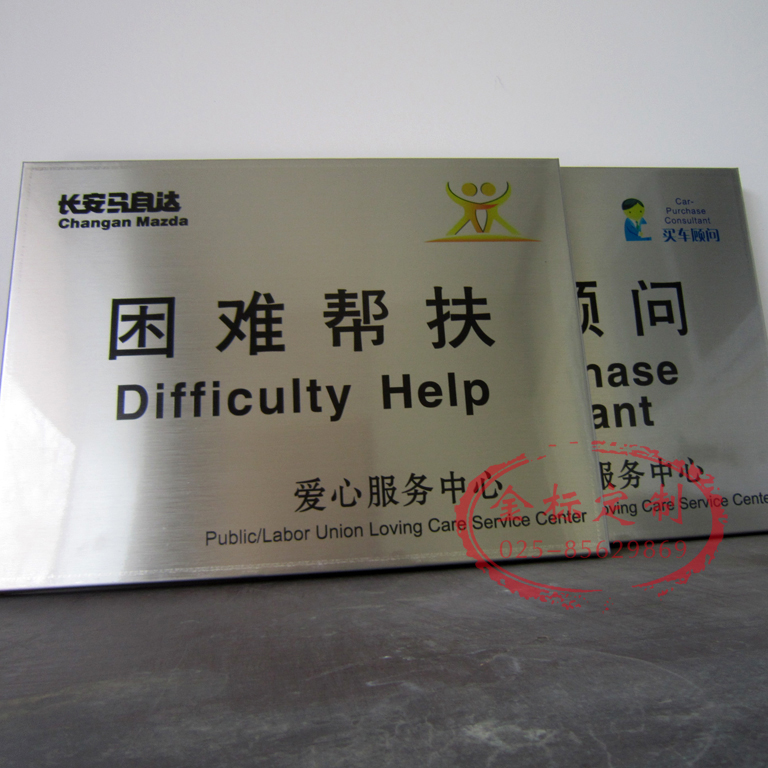 长安马自达
Changan Mazda
困难帮扶
Difficulty Help
爱心服务中心
Public/Labor Union Loving Care Service Center
Car-
Purchase
Consultant
买车顾问
顾问
hase
ant
服务中心
oving Care Service Cente
金标定制
025-85629869